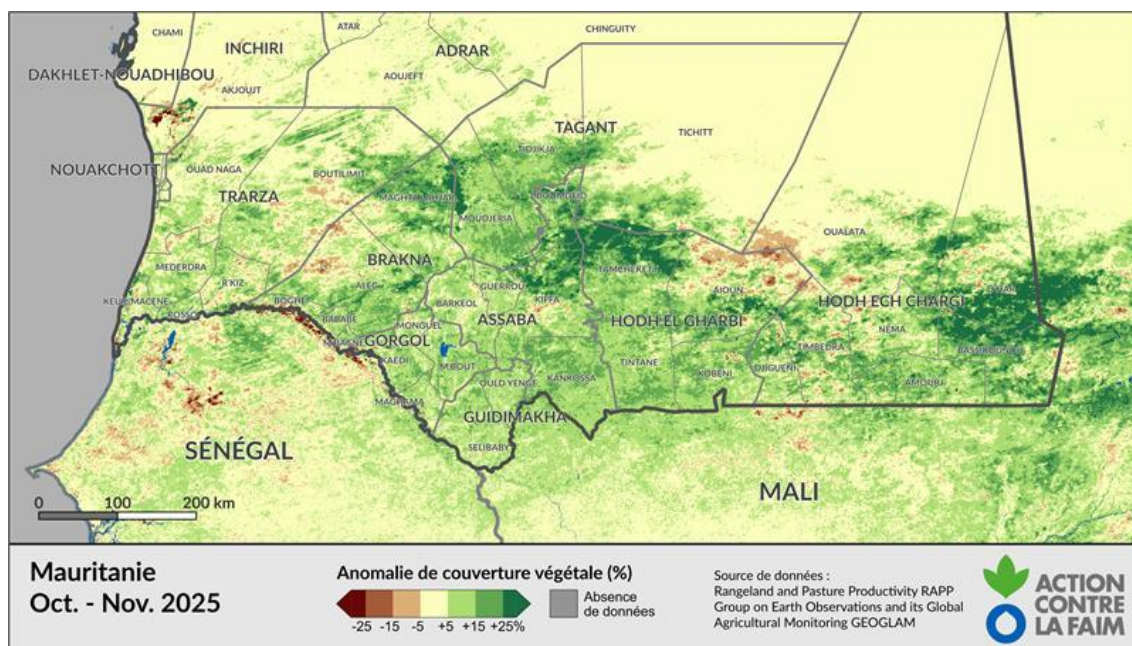 CHAMI
INCHIRI
ATAR
ADRAR
CHINGUITY
DAKHLET-NOUADHIBOU
AKJOUJT
AOUJEFT
TAGANT
TICHITT
TIDJIKJA
NOUAKCHOTT
OUAD NAGA
BOUTILIMIT
TRARZA
MOUDJERIA
OUALATA
MEDERDRA
R'KIZ
BRAKNA
ALEG
GUERROU
TAMCHEKETT
AIOUN
HODH ECH CHARGI
KEUR MACENE
ROSSO
BOGHE
BABABE
BARKEOL
KIFFA
ASSABA
HODH EL GHARBI
NEMA
MONGUEL
GORGOL
KAEDI
M'BOUT
TIMBEDRA
BASSIKOUNOU
OULD YENGE
KANKOSSA
TINTANE
KOBENI
DJIGUENI
AMOURJ
MAGHAMA
GUIDIMAKHA
SELIBABY
SÉNÉGAL
MALI
0 100 200 km
Mauritanie
Oct. - Nov. 2025
Anomalie de couverture végétale (%)
-25 -15 -5 +5 +15 +25%
Absence
de données
Source de données :
Rangeland and Pasture Productivity RAPP
Group on Earth Observations and its Global
Agricultural Monitoring GEOGLAM
ACTION
CONTRE
LA FAIM